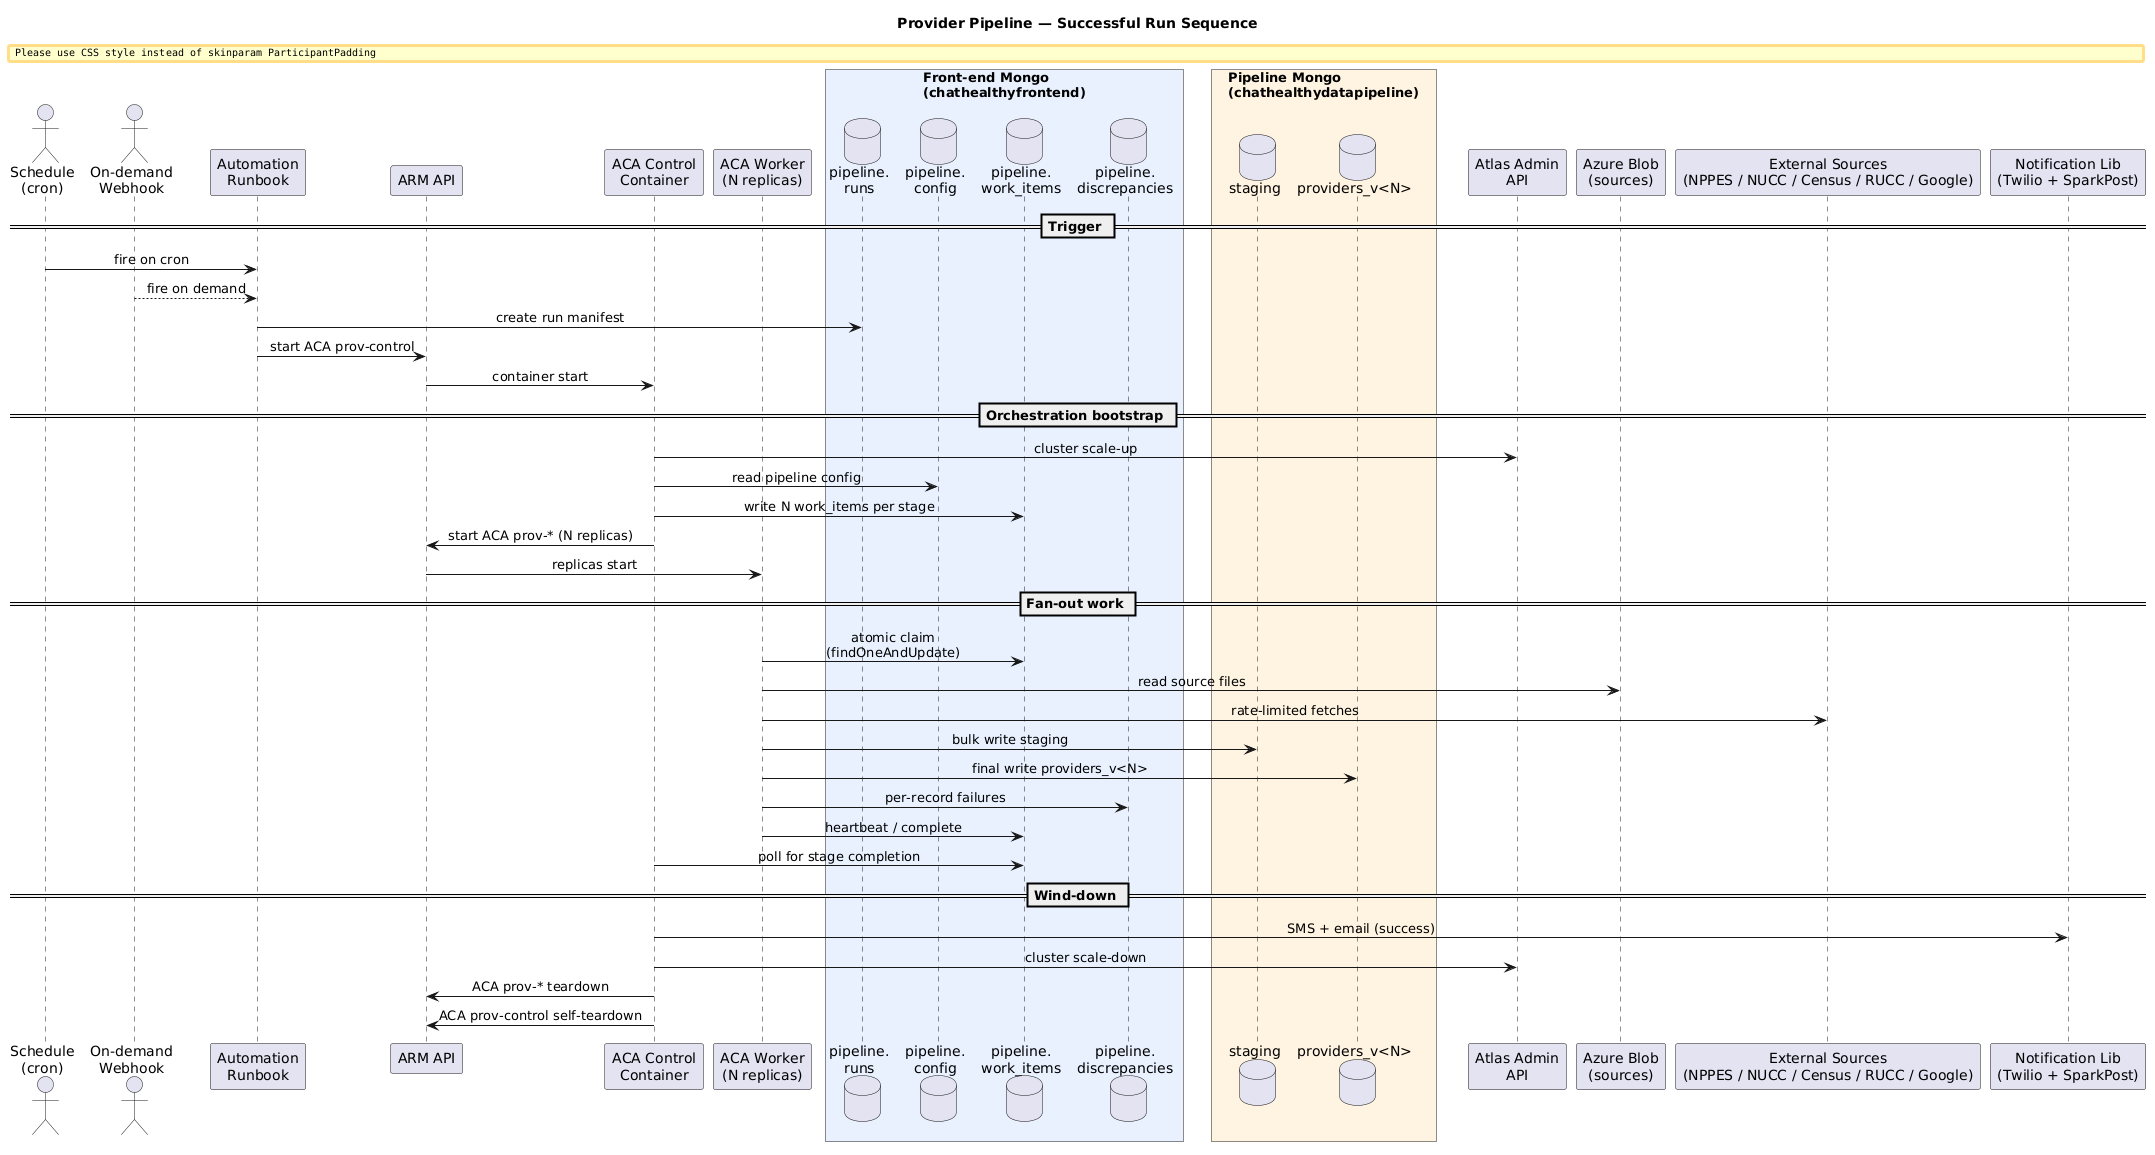 Provider Pipeline — Successful Run Sequence
Please use CSS style instead of skinparam ParticipantPadding
Front-end Mongo
(chathealthyfrontend)
Pipeline Mongo
(chathealthydatapipeline)
Schedule
(cron)
On-demand
Webhook
Automation
Runbook
ARM API
ACA Control
Container
ACA Worker
(N replicas)
pipeline.
runs
pipeline.
config
pipeline.
work_items
pipeline.
discrepancies
staging
providers_v<N>
Atlas Admin
API
Azure Blob
(sources)
External Sources
(NPPES / NUCC / Census / RUCC / Google)
Notification Lib
(Twilio + SparkPost)
Trigger
fire on cron
fire on demand
create run manifest
start ACA prov-control
container start
Orchestration bootstrap
cluster scale-up
read pipeline config
write N work_items per stage
start ACA prov-* (N replicas)
replicas start
Fan-out work
atomic claim
(findOneAndUpdate)
read source files
rate-limited fetches
bulk write staging
final write providers_v<N>
per-record failures
heartbeat / complete
poll for stage completion
Wind-down
SMS + email (success)
cluster scale-down
ACA prov-* teardown
ACA prov-control self-teardown
Schedule
(cron)
On-demand
Webhook
Automation
Runbook
ARM API
ACA Control
Container
ACA Worker
(N replicas)
pipeline.
runs
pipeline.
config
pipeline.
work_items
pipeline.
discrepancies
staging
providers_v<N>
Atlas Admin
API
Azure Blob
(sources)
External Sources
(NPPES / NUCC / Census / RUCC / Google)
Notification Lib
(Twilio + SparkPost)